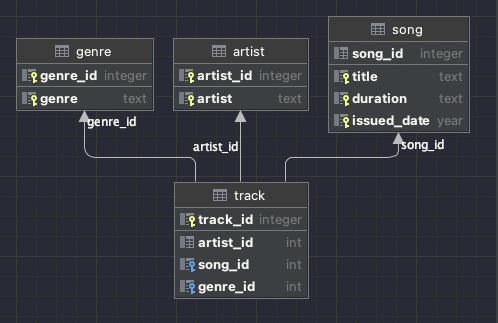 genre
genre_id integer
genre text
artist
artist_id integer
artist text
song
song_id integer
title text
duration text
issued_date year
genre_id
artist_id
song_id
track
track_id integer
artist_id int
song_id int
genre_id int